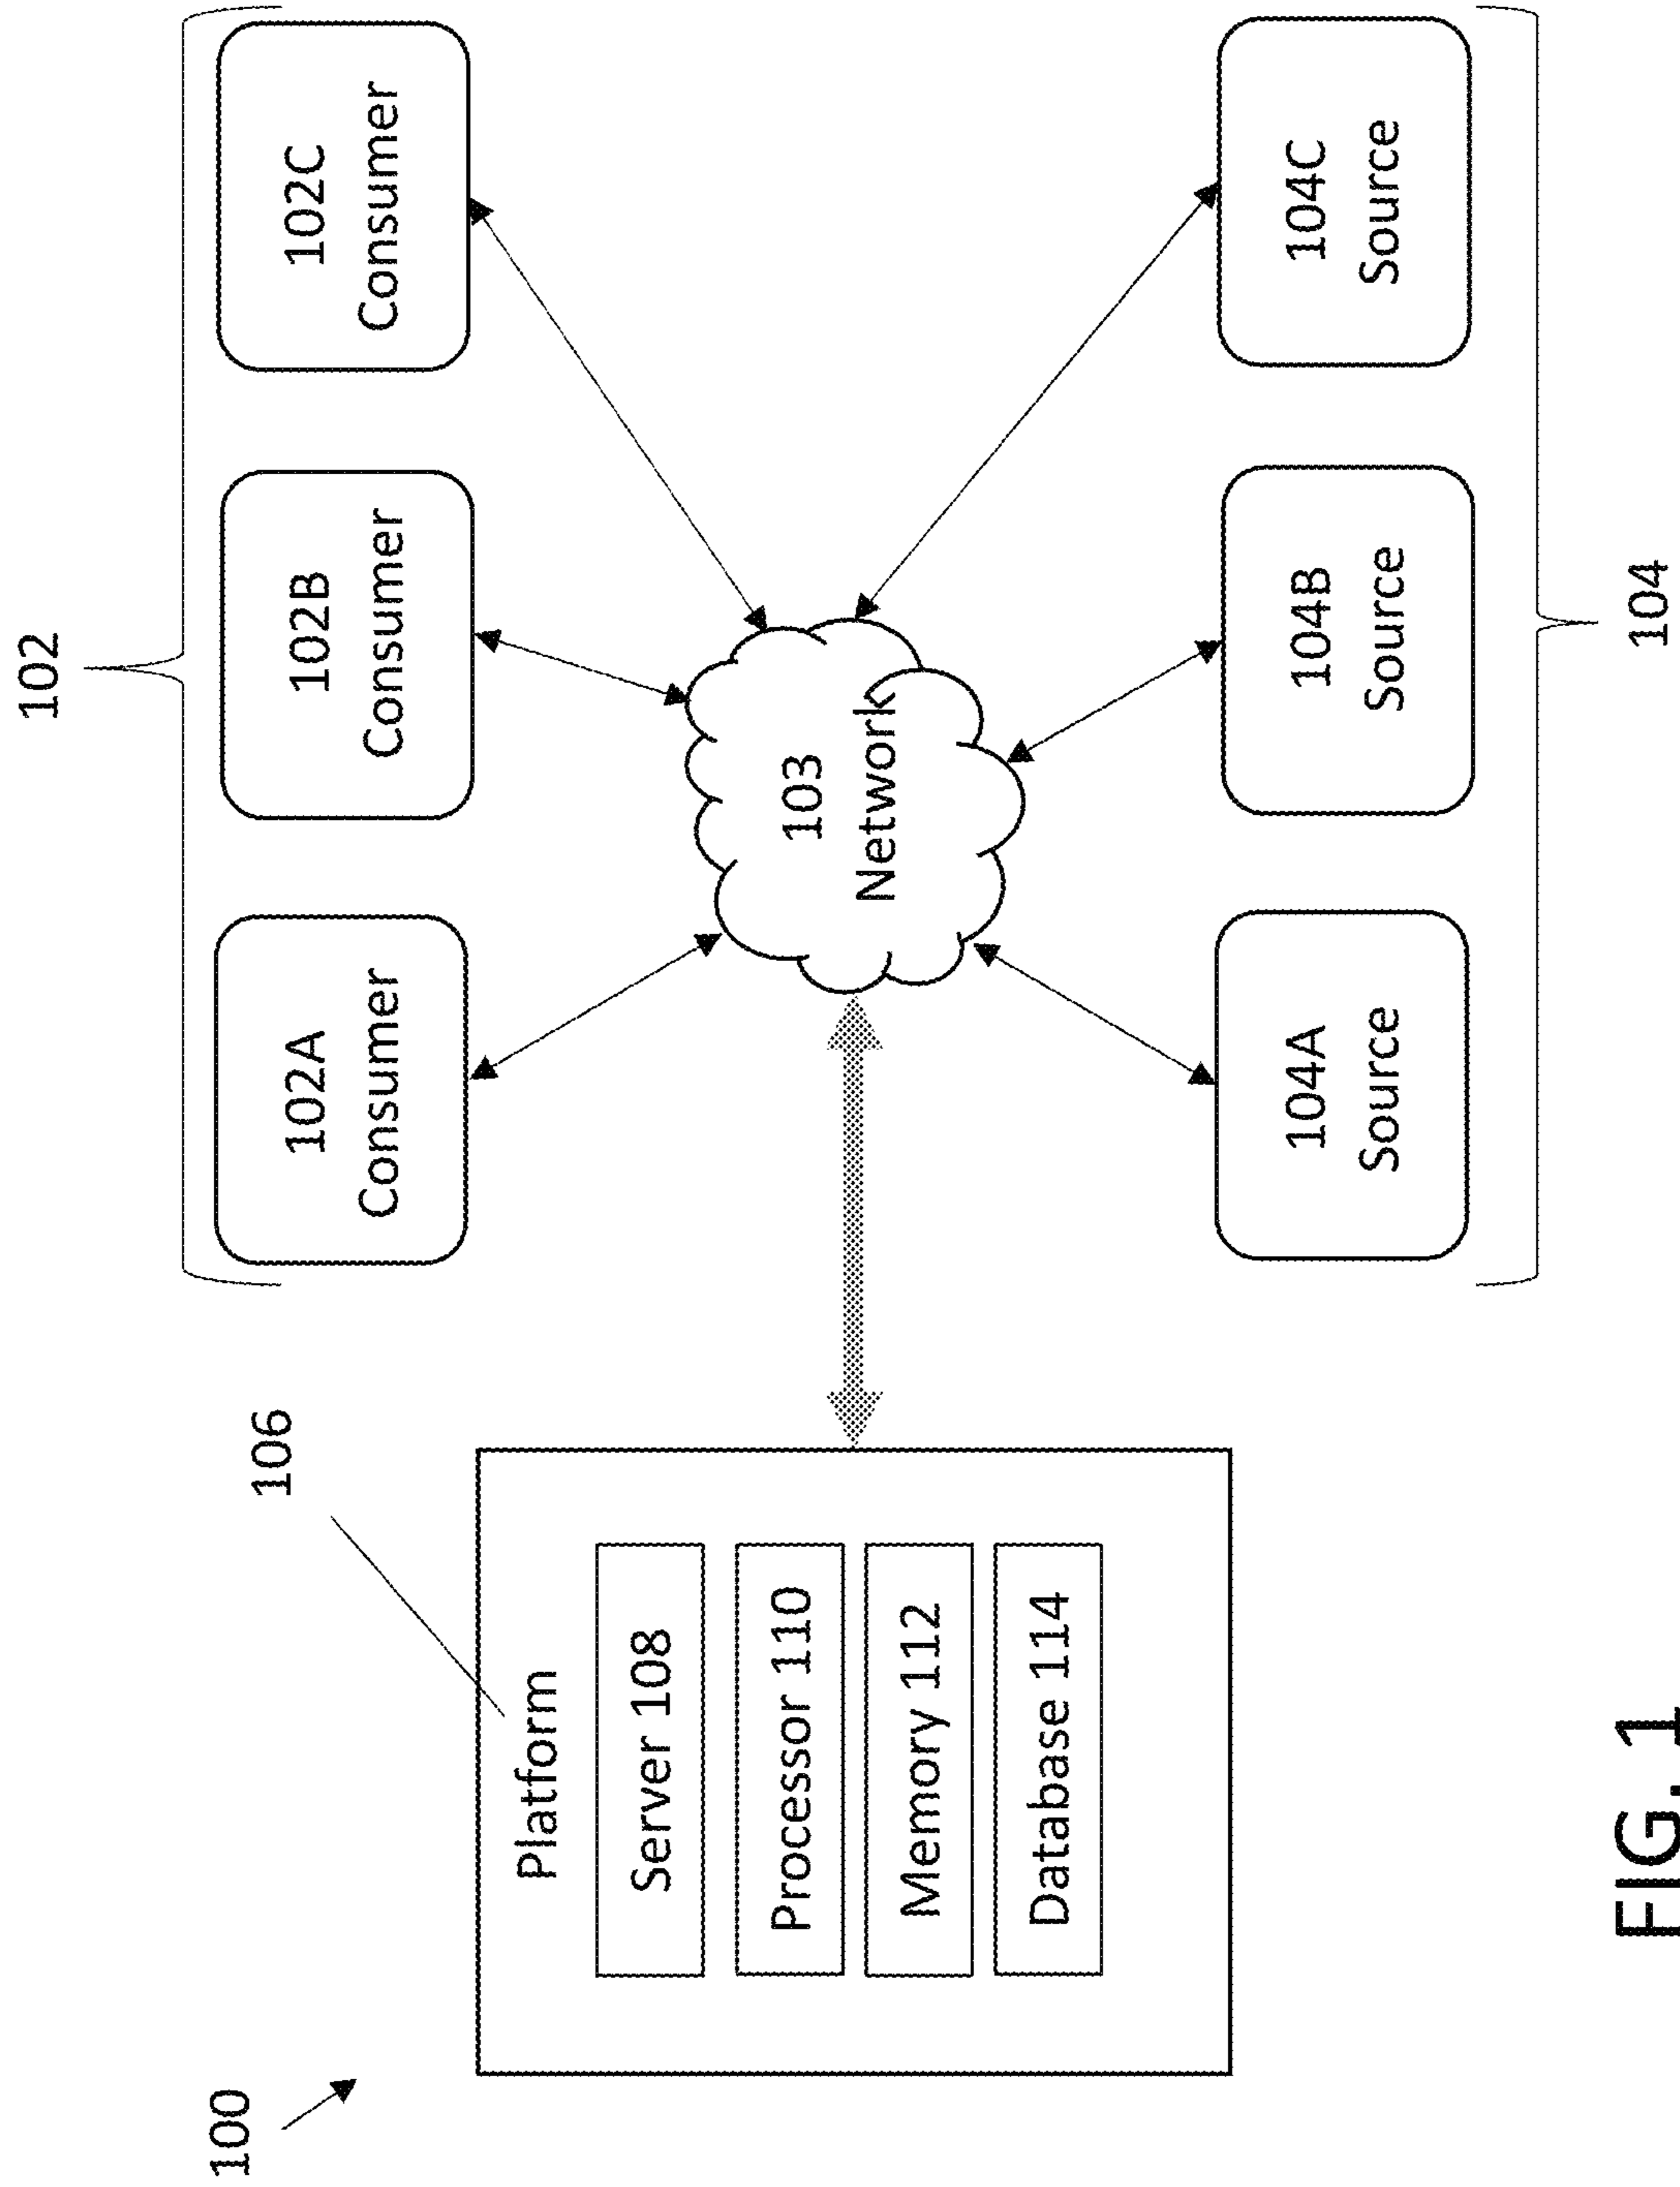 100
106
Platform
Server 108
Processor 110
Memory 112
Database 114
102
102A
Consumer
102B
Consumer
102C
Consumer
103
Network
104A
Source
104B
Source
104C
Source
104
FIG. 1